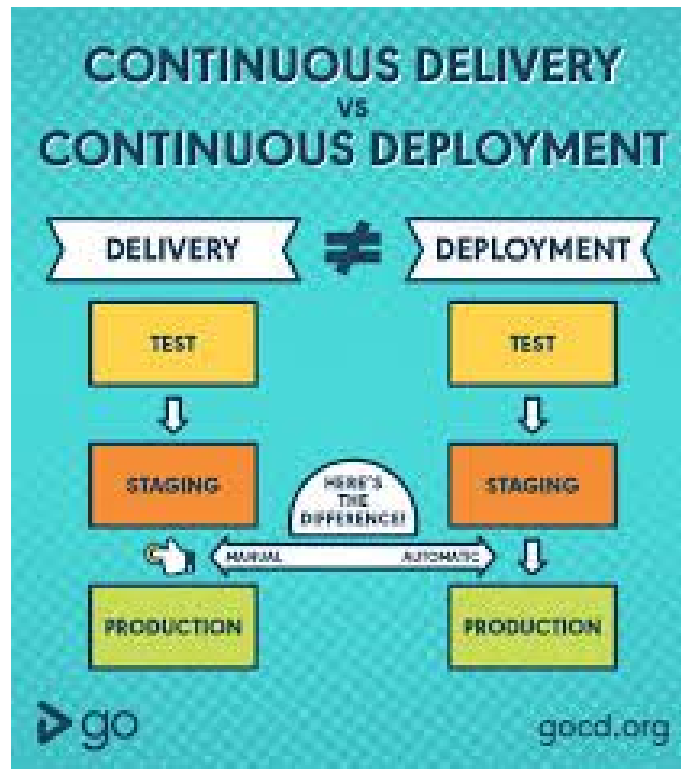 CONTINUOUS DELIVERY
VS
CONTINUOUS DEPLOYMENT
DELIVERY ≠ DEPLOYMENT
TEST
TEST
STAGING
HERE'S
THE
DIFFERENCE!
STAGING
MANUAL
AUTOMATIC
PRODUCTION
PRODUCTION
go
gocd.org